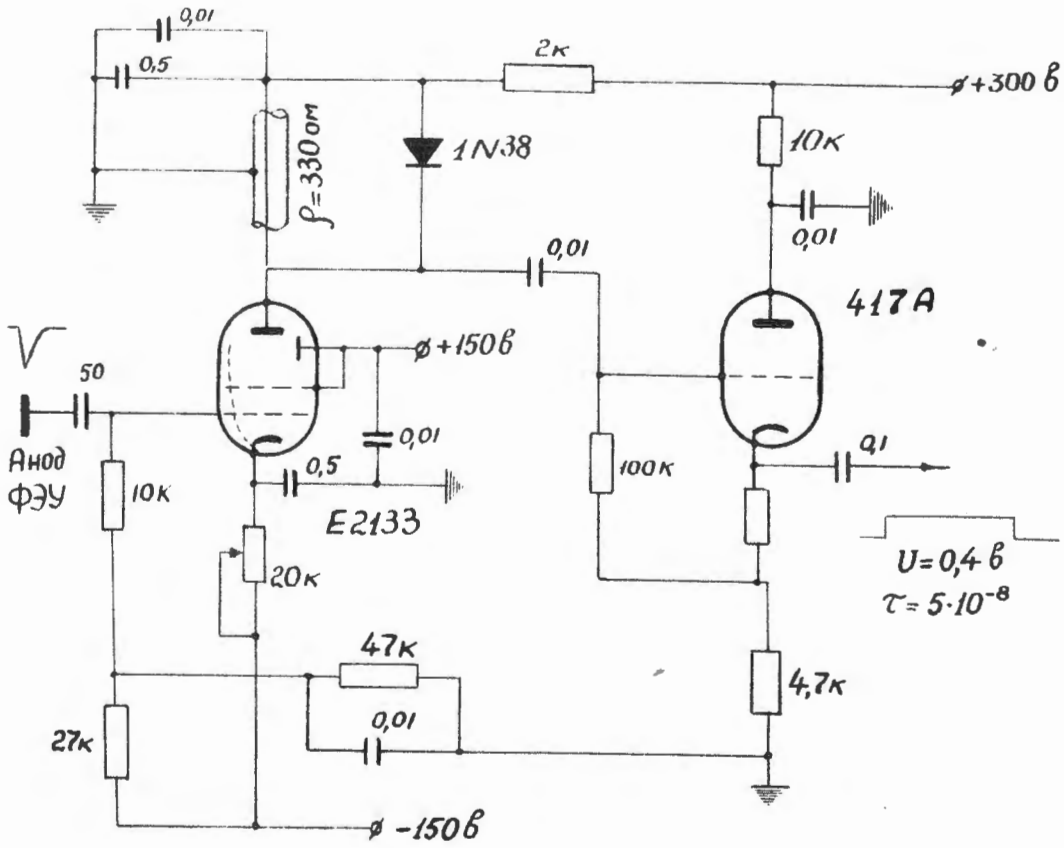 0,01
0,5
2к
ø+300 в
ρ=330 ом
1N38
10к
0,01
0,01
417А
50
ø+150 в
Анод
ФЭУ
10к
0,01
0,5
Е2133
20к
100к
0,1
U=0,4 в
τ=5·10⁻⁸
47к
0,01
4,7к
27к
ø -150 в